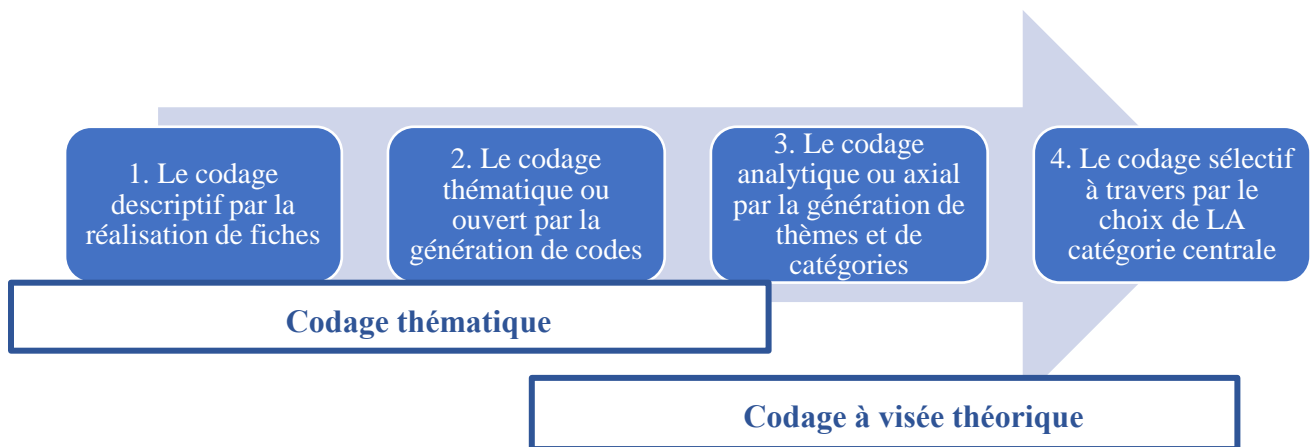 1. Le codage
descriptif par la
réalisation de fiches
2. Le codage
thématique ou
ouvert par la
génération de codes
3. Le codage
analytique ou axial
par la génération de
thèmes et de
catégories
4. Le codage sélectif
à travers par le
choix de LA
catégorie centrale
Codage thématique
Codage à visée théorique